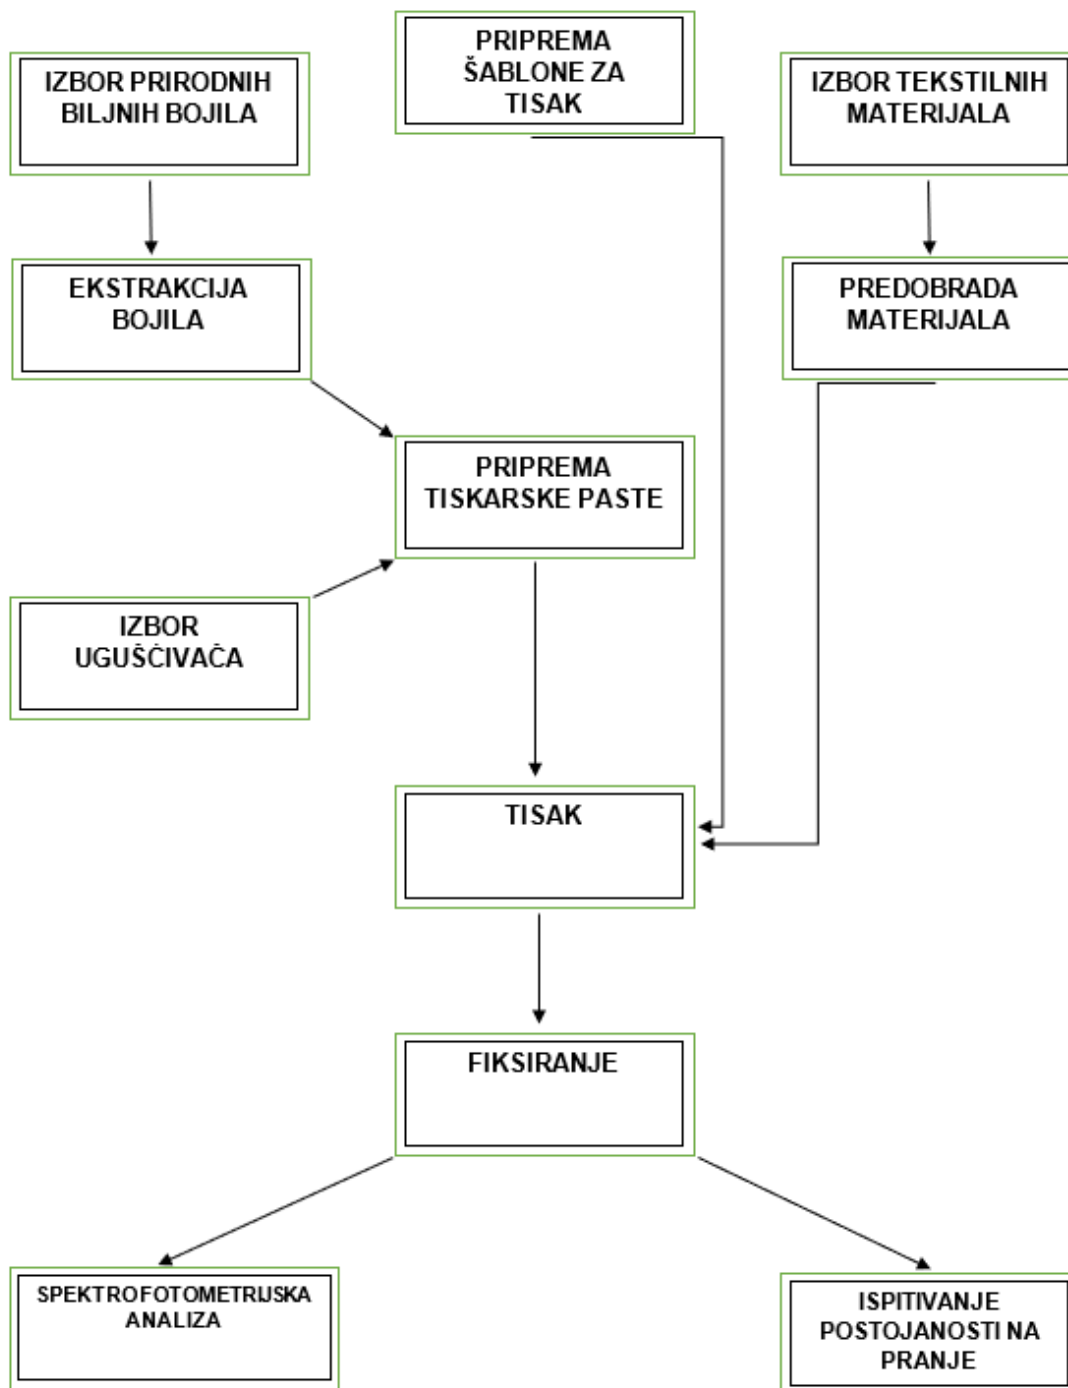 IZBOR PRIRODNIH
BILJNIH BOJILA
PRIPREMA
ŠABLONE ZA
TISAK
IZBOR TEKSTILNIH
MATERIJALA
EKSTRAKCIJA
BOJILA
PREDOBRADA
MATERIJALA
PRIPREMA
TISKARSKE PASTE
IZBOR
UGUŠĆIVAČA
TISAK
FIKSIRANJE
SPEKTROFOTOMETRIJSKA
ANALIZA
ISPITIVANJE
POSTOJANOSTI NA
PRANJE